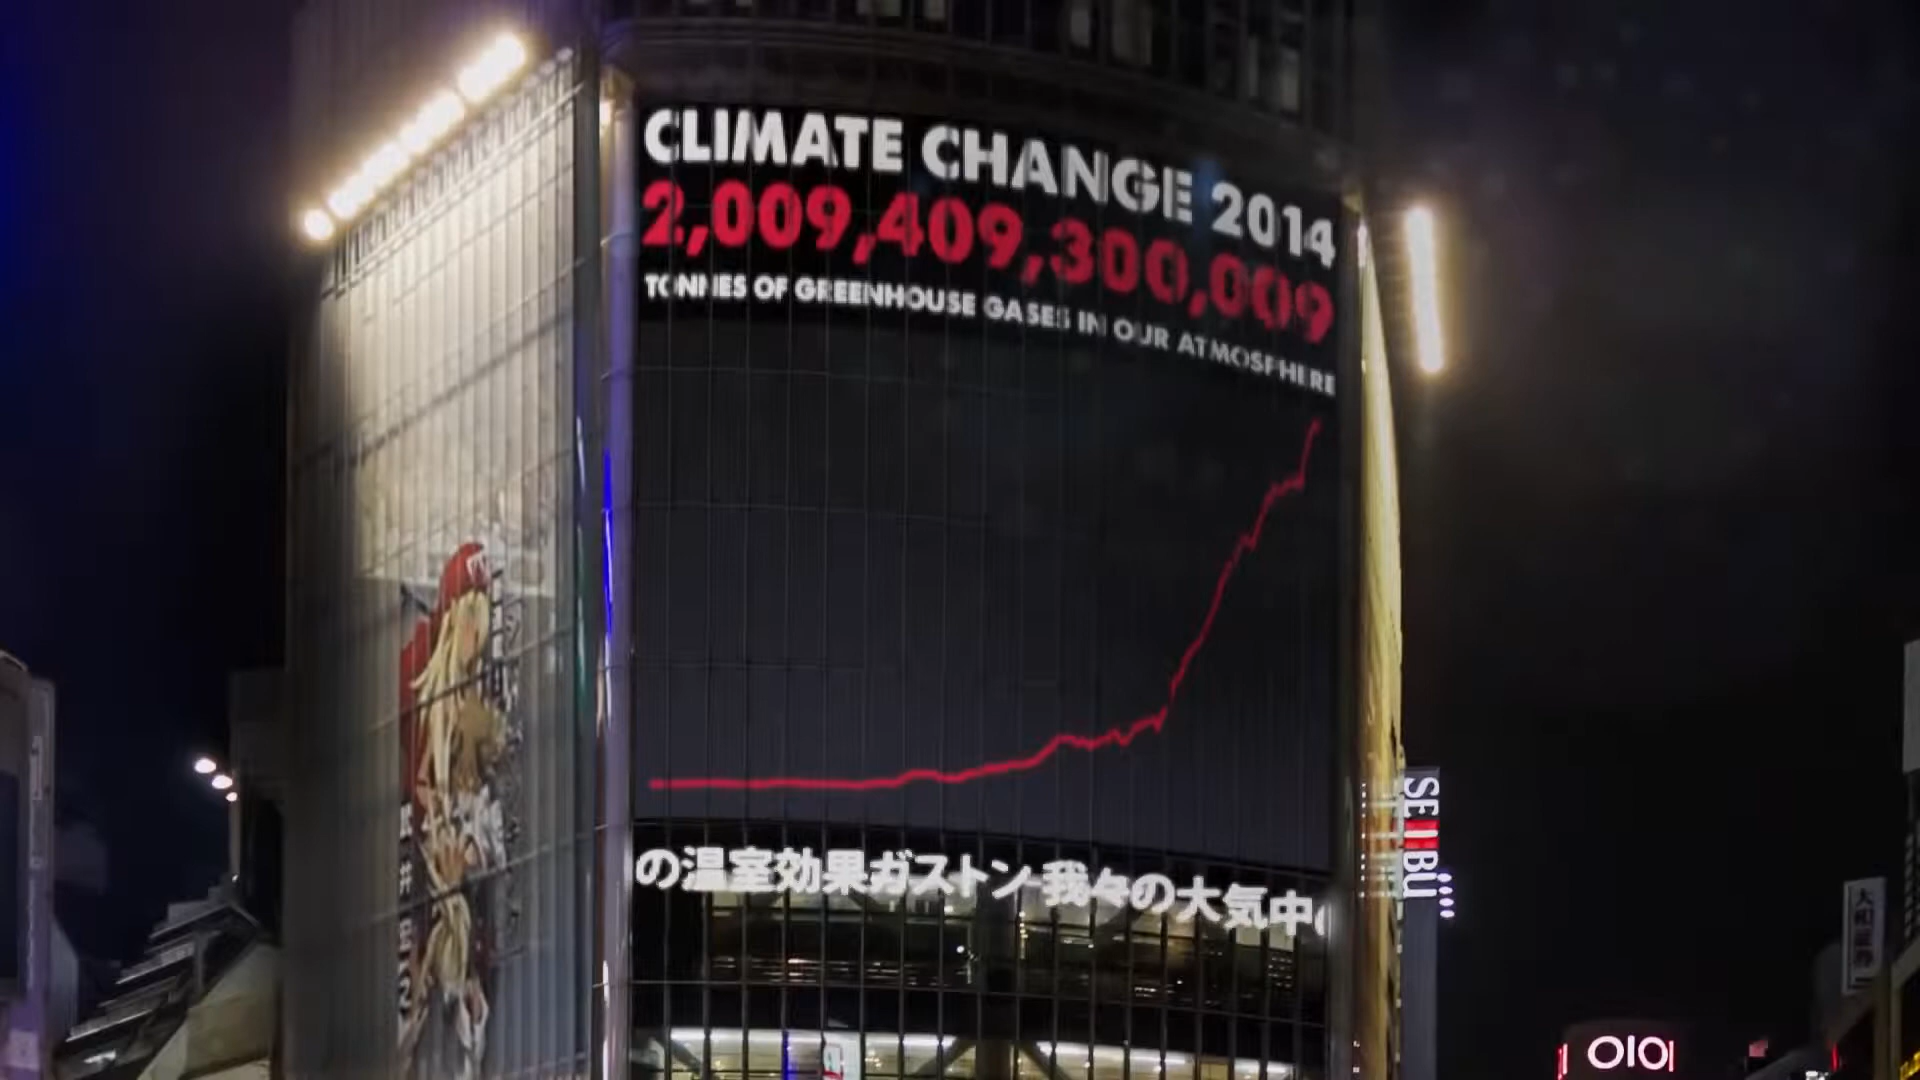 CLIMATE CHANGE 2014
2,009,409,300,009
TONNES OF GREENHOUSE GASES IN OUR ATMOSPHERE
の温室効果ガストン 我々の大気中
SEIBU
OIOI